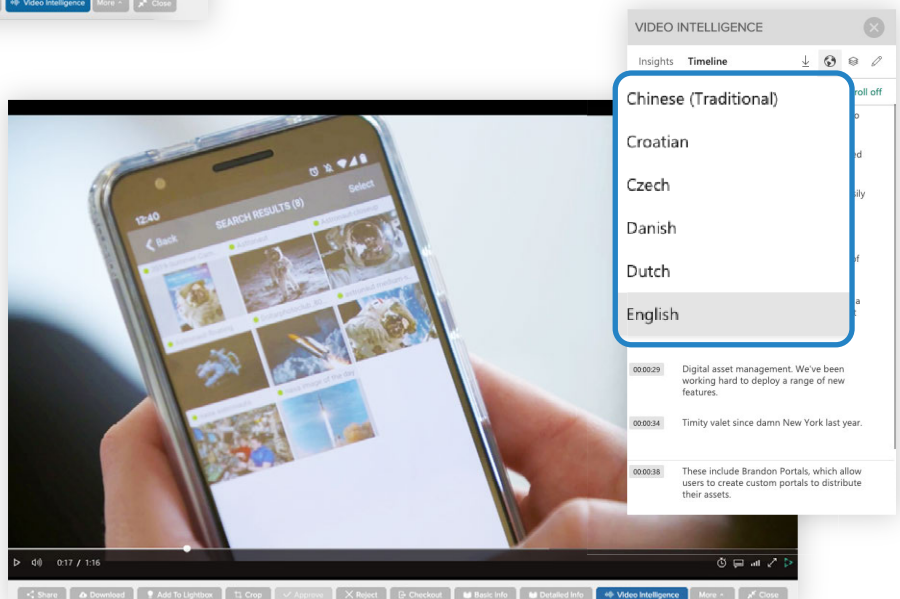 Video Intelligence
More
Close
VIDEO INTELLIGENCE
Insights
Timeline
roll off
Chinese (Traditional)
Croatian
Czech
Danish
Dutch
English
00:00:29
Digital asset management. We've been
working hard to deploy a range of new
features.
00:00:34
Timity valet since damn New York last year.
00:00:38
These include Brandon Portals, which allow
users to create custom portals to distribute
their assets.
12:40
Back
SEARCH RESULTS (8)
Select
Astronaut
0:17 / 1:16
Share
Download
Add To Lightbox
Crop
Approve
Reject
Checkout
Basic Info
Detailed Info
Video Intelligence
More
Close